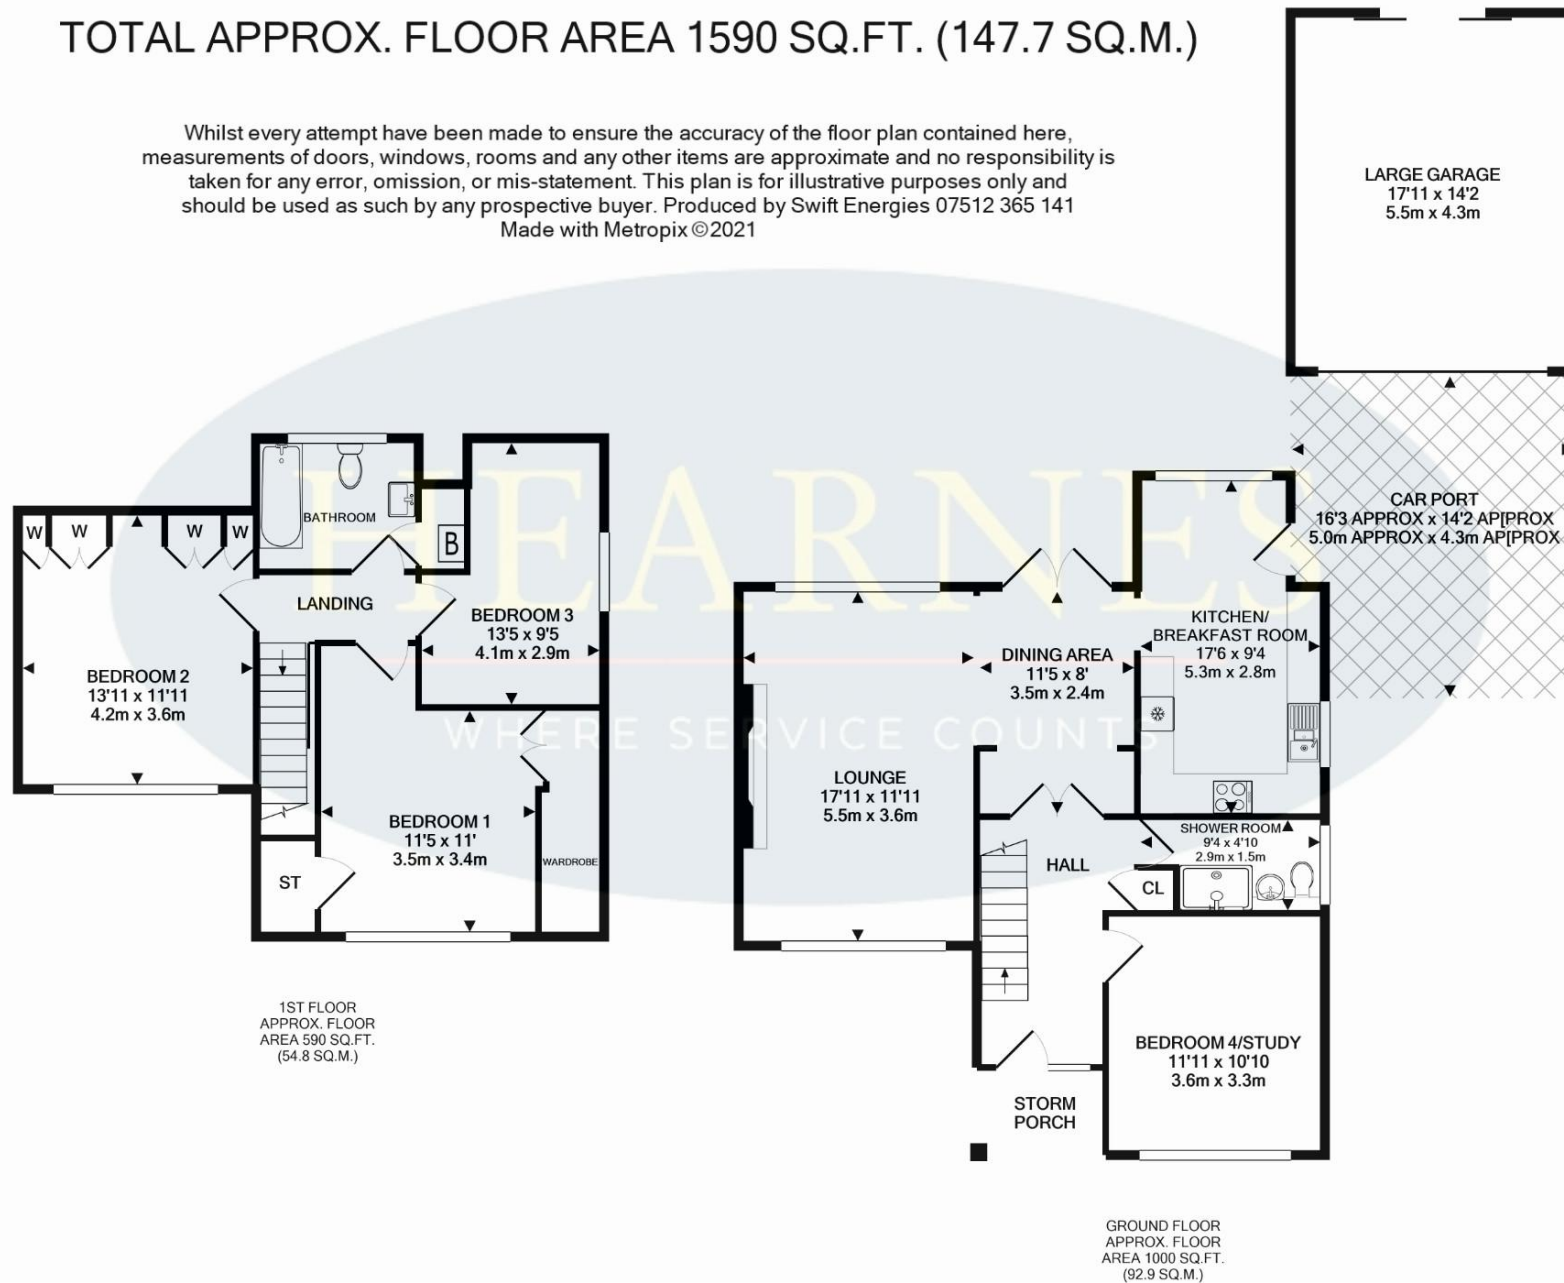 TOTAL APPROX. FLOOR AREA 1590 SQ.FT. (147.7 SQ.M.)
Whilst every attempt have been made to ensure the accuracy of the floor plan contained here,
measurements of doors, windows, rooms and any other items are approximate and no responsibility is
taken for any error, omission, or mis-statement. This plan is for illustrative purposes only and
should be used as such by any prospective buyer. Produced by Swift Energies 07512 365 141
Made with Metropix ©2021
LARGE GARAGE
17'11 x 14'2
5.5m x 4.3m
CAR PORT
16'3 APPROX x 14'2 AP[PROX
5.0m APPROX x 4.3m AP[PROX
HEARNES
WHERE SERVICE COUNTS
W
W
W
W
BATHROOM
B
LANDING
BEDROOM 3
13'5 x 9'5
4.1m x 2.9m
BEDROOM 2
13'11 x 11'11
4.2m x 3.6m
BEDROOM 1
11'5 x 11'
3.5m x 3.4m
WARDROBE
ST
1ST FLOOR
APPROX. FLOOR
AREA 590 SQ.FT.
(54.8 SQ.M.)
KITCHEN/
BREAKFAST ROOM
17'6 x 9'4
5.3m x 2.8m
DINING AREA
11'5 x 8'
3.5m x 2.4m
LOUNGE
17'11 x 11'11
5.5m x 3.6m
SHOWER ROOM
9'4 x 4'10
2.9m x 1.5m
HALL
CL
BEDROOM 4/STUDY
11'11 x 10'10
3.6m x 3.3m
STORM
PORCH
GROUND FLOOR
APPROX. FLOOR
AREA 1000 SQ.FT.
(92.9 SQ.M.)